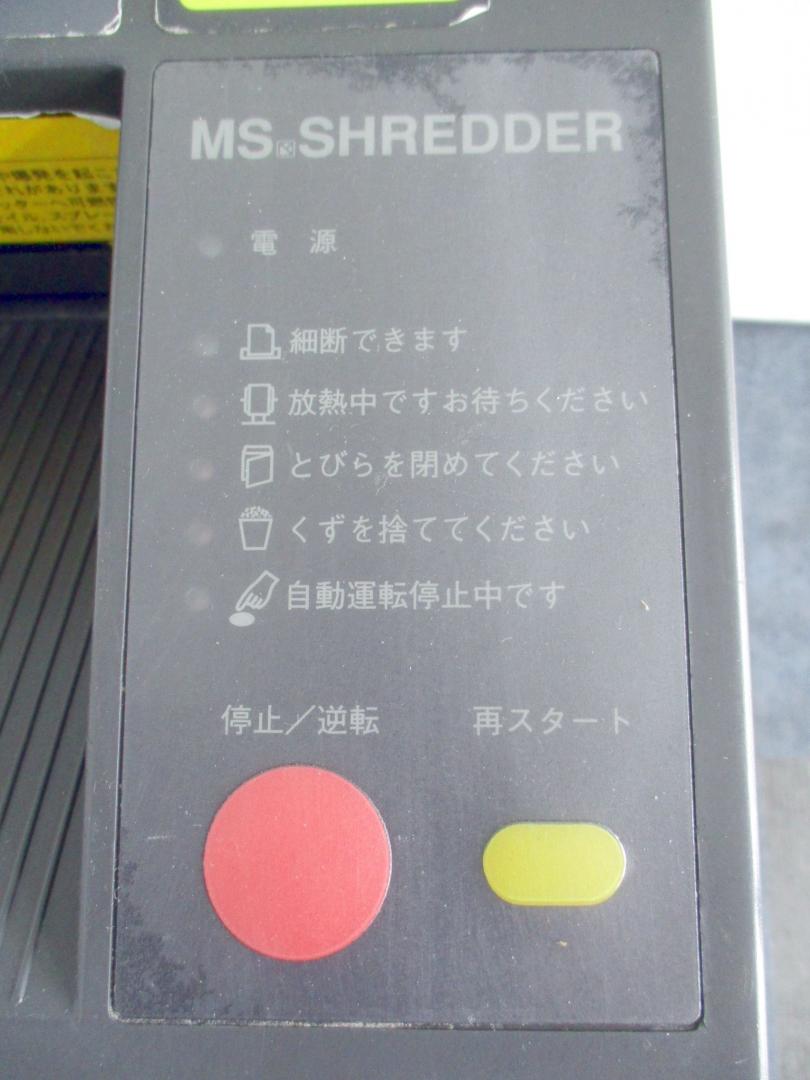 MS SHREDDER
電 源
細断できます
放熱中ですお待ちください
とびらを閉めてください
くずを捨ててください
自動運転停止中です
停止／逆転 再スタート